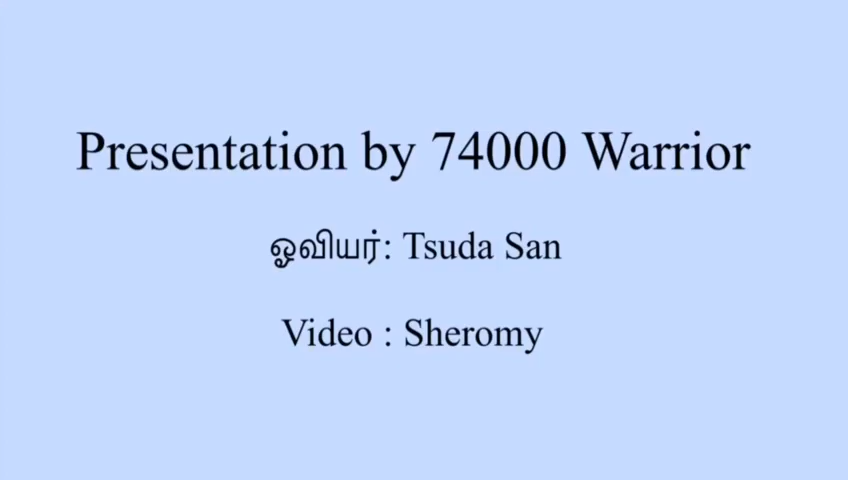 Presentation by 74000 Warrior
ஓவியர்: Tsuda San
Video : Sheromy